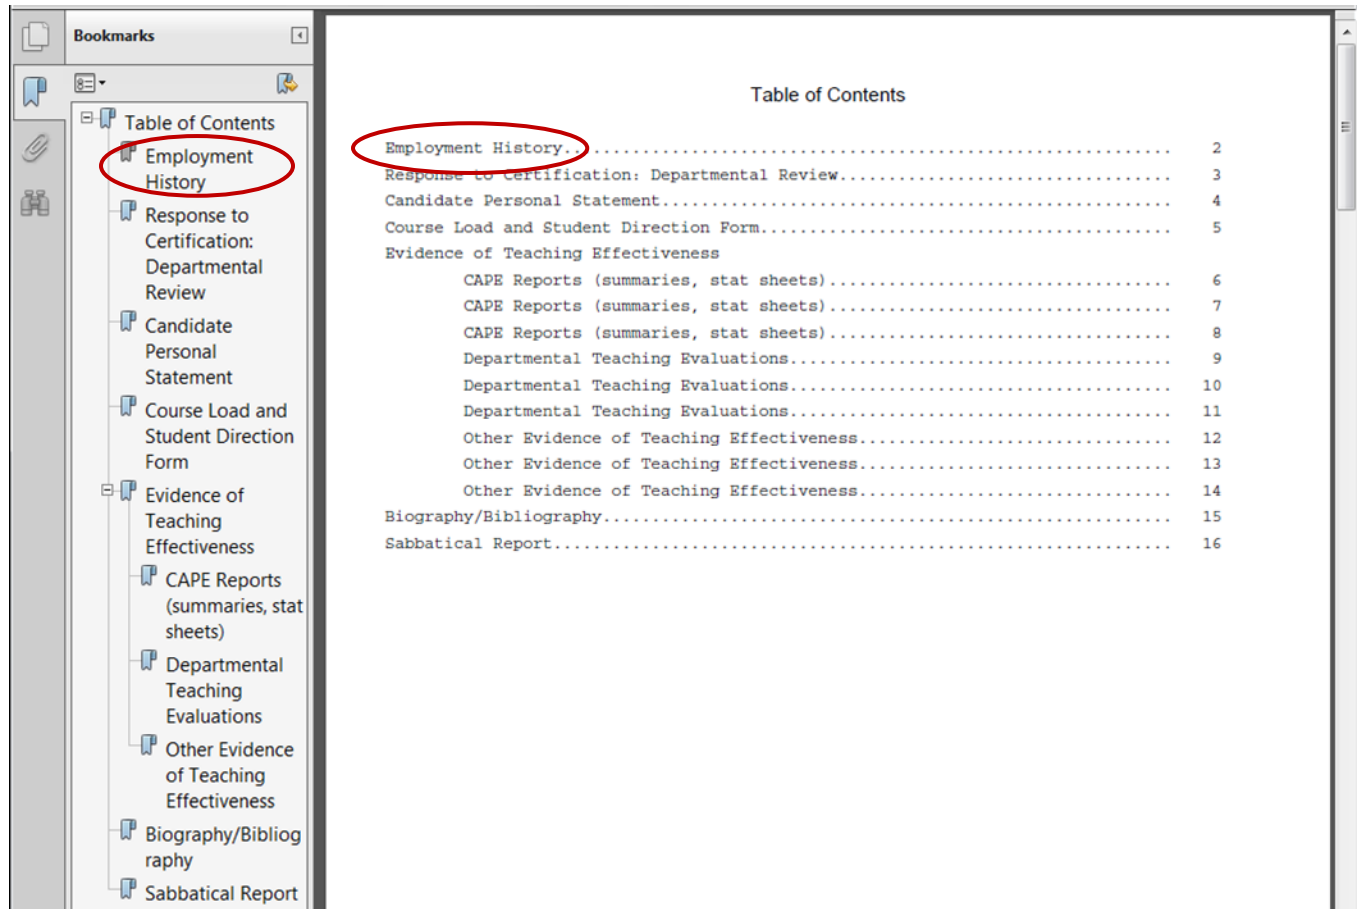 Bookmarks
Table of Contents
Employment
History
Response to
Certification:
Departmental
Review
Candidate
Personal
Statement
Course Load and
Student Direction
Form
Evidence of
Teaching
Effectiveness
CAPE Reports
(summaries, stat
sheets)
Departmental
Teaching
Evaluations
Other Evidence
of Teaching
Effectiveness
Biography/Bibliog
raphy
Sabbatical Report
Table of Contents
Employment History.............................................................. 2
Response to Certification: Departmental Review.................................. 3
Candidate Personal Statement.................................................... 4
Course Load and Student Direction Form.......................................... 5
Evidence of Teaching Effectiveness
CAPE Reports (summaries, stat sheets)................................... 6
CAPE Reports (summaries, stat sheets)................................... 7
CAPE Reports (summaries, stat sheets)................................... 8
Departmental Teaching Evaluations....................................... 9
Departmental Teaching Evaluations....................................... 10
Departmental Teaching Evaluations....................................... 11
Other Evidence of Teaching Effectiveness................................ 12
Other Evidence of Teaching Effectiveness................................ 13
Other Evidence of Teaching Effectiveness................................ 14
Biography/Bibliography.......................................................... 15
Sabbatical Report............................................................... 16